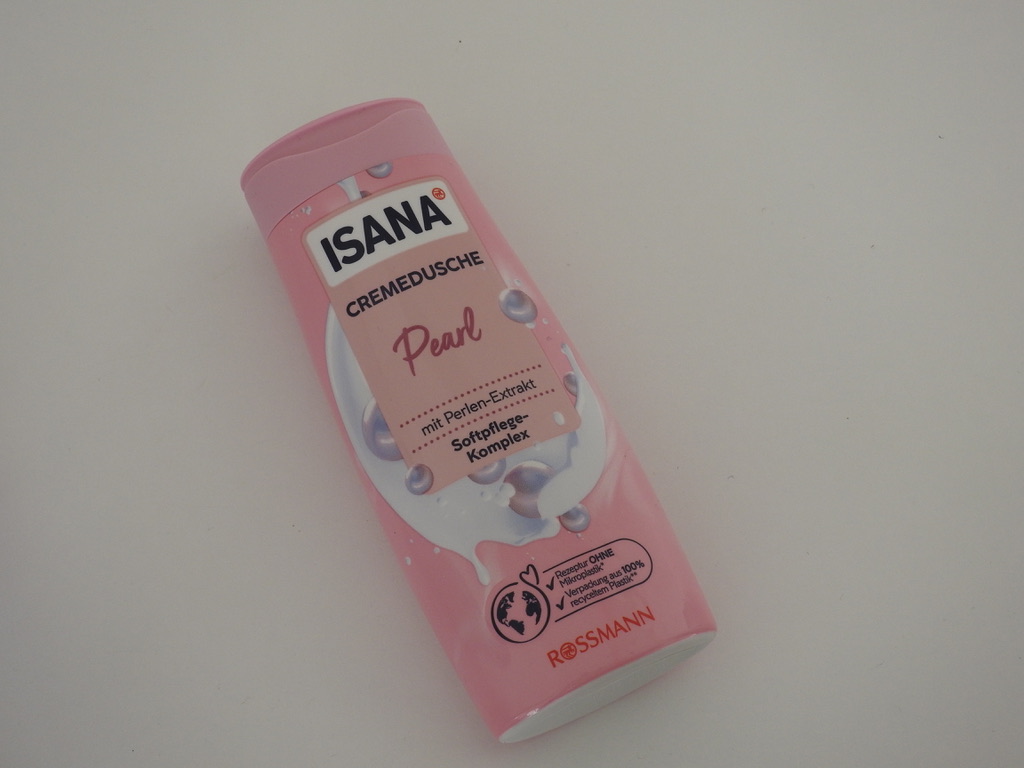 ISANA
CREMEDUSCHE
Pearl
mit Perlen-Extrakt
Softpflege-
Komplex
Rezeptur OHNE
Mikroplastik*
Verpackung aus 100%
recyceltem Plastik**
ROSSMANN